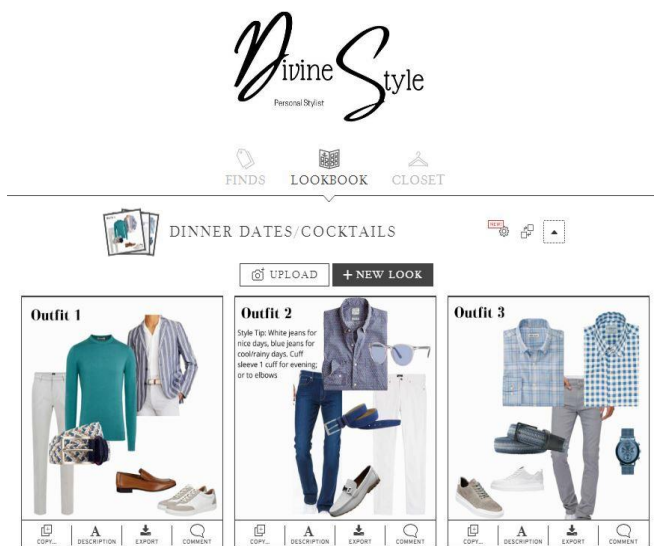 Divine Style
Personal Stylist
FINDS LOOKBOOK CLOSET
DINNER DATES/COCKTAILS
NEW!
UPLOAD + NEW LOOK
Outfit 1
Outfit 2
Style Tip: White jeans for
nice days, blue jeans for
cool/rainy days. Cuff
sleeve 1 cuff for evening;
or to elbows
Outfit 3
COPY... DESCRIPTION EXPORT COMMENT
COPY... DESCRIPTION EXPORT COMMENT
COPY... DESCRIPTION EXPORT COMMENT